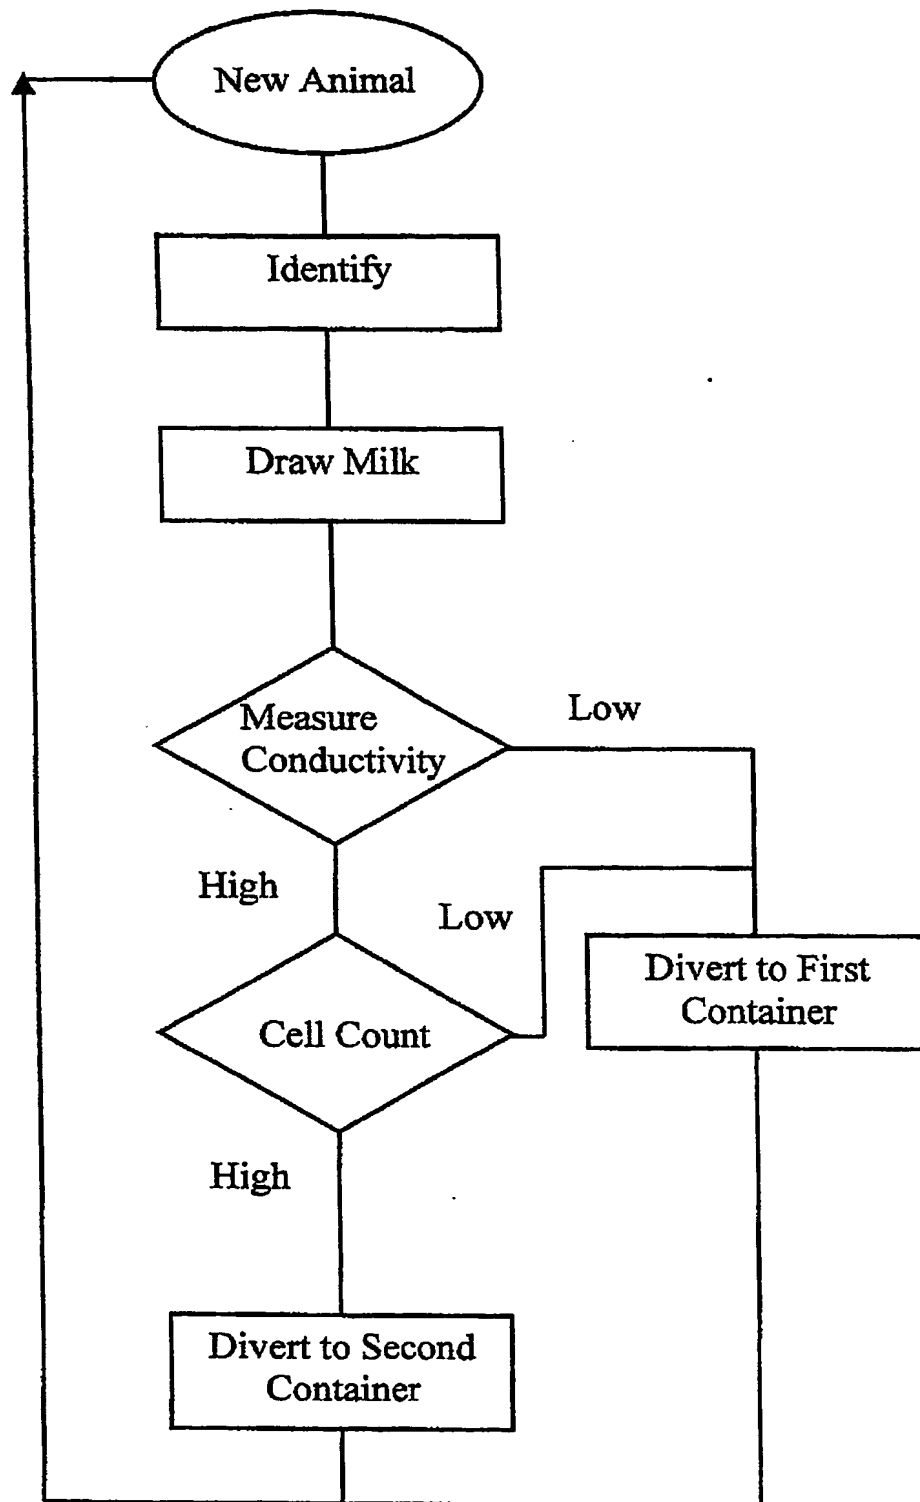 New Animal
Identify
Draw Milk
Measure
Conductivity
Low
High
Low
Cell Count
Divert to First
Container
High
Divert to Second
Container